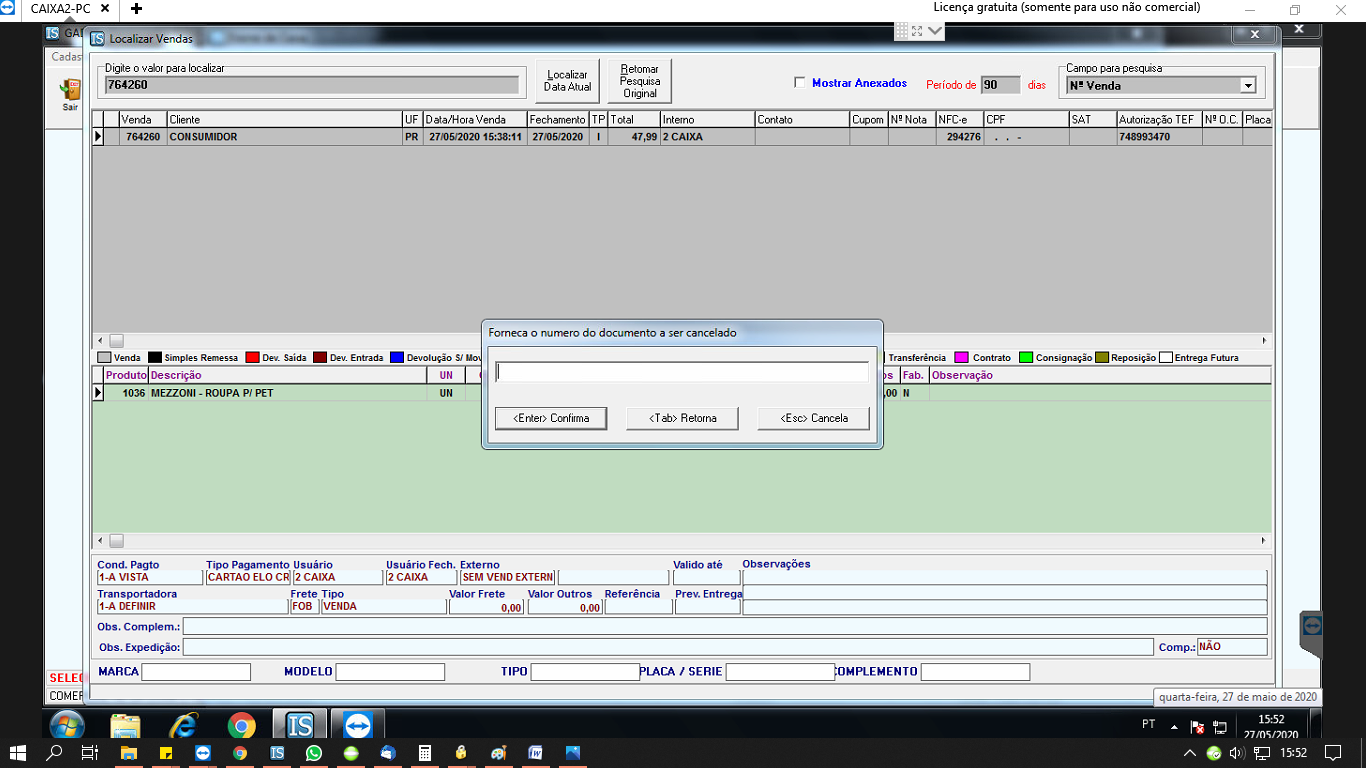 CAIXA2-PC
Licença gratuita (somente para uso não comercial)
Localizar Vendas
Digite o valor para localizar
764260
Localizar
Data Atual
Retornar
Pesquisa
Original
Mostrar Anexados
Período de 90 dias
Campo para pesquisa
Nº Venda
Sair
Venda Cliente UF Data/Hora Venda Fechamento TP Total Interno Contato Cupom Nº Nota NFC-e CPF SAT Autorização TEF Nº O.C. Placa
764260 CONSUMIDOR PR 27/05/2020 15:38:11 27/05/2020 I 47,99 2 CAIXA 294276 . . - 748993470
Forneca o numero do documento a ser cancelado
<Enter> Confirma <Tab> Retorna <Esc> Cancela
Venda Simples Remessa Dev. Saída Dev. Entrada Devolução S/ Mov Transferência Contrato Consignação Reposição Entrega Futura
Produto Descrição UN Fab. Observação
1036 MEZZONI - ROUPA P/ PET UN ,00 N
Cond. Pagto Tipo Pagamento Usuário Usuário Fech. Externo Valido até Observações
1-A VISTA CARTAO ELO CR 2 CAIXA 2 CAIXA SEM VEND EXTERN
Transportadora Frete Tipo Valor Frete Valor Outros Referência Prev. Entrega
1-A DEFINIR FOB VENDA 0,00 0,00
Obs. Complem.:
Obs. Expedição: Comp.: NÃO
MARCA MODELO TIPO PLACA / SERIE COMPLEMENTO
quarta-feira, 27 de maio de 2020
PT 15:52
27/05/2020
15:52